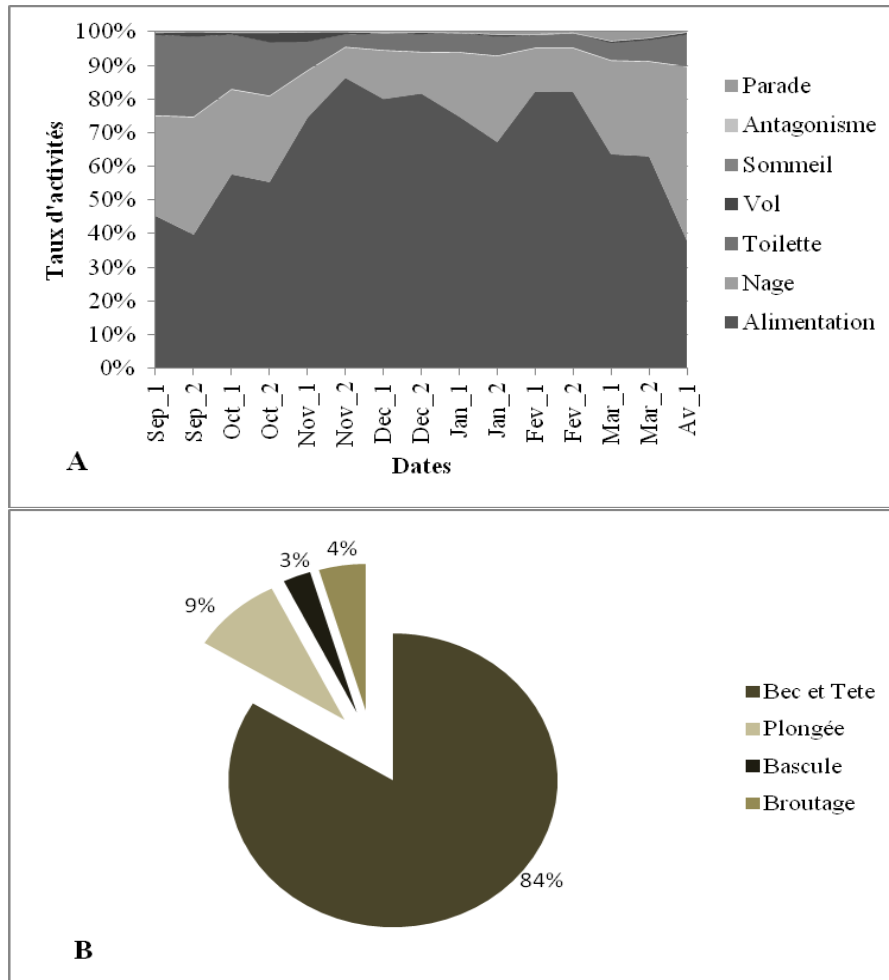 100%
90%
80%
70%
60%
50%
40%
30%
20%
10%
0%
Taux d'activités
Sep_1
Sep_2
Oct_1
Oct_2
Nov_1
Nov_2
Dec_1
Dec_2
Jan_1
Jan_2
Fev_1
Fev_2
Mar_1
Mar_2
Av_1
Dates
A
Parade
Antagonisme
Sommeil
Vol
Toilette
Nage
Alimentation
9%
3%
4%
84%
Bec et Tete
Plongée
Bascule
Broutage
B